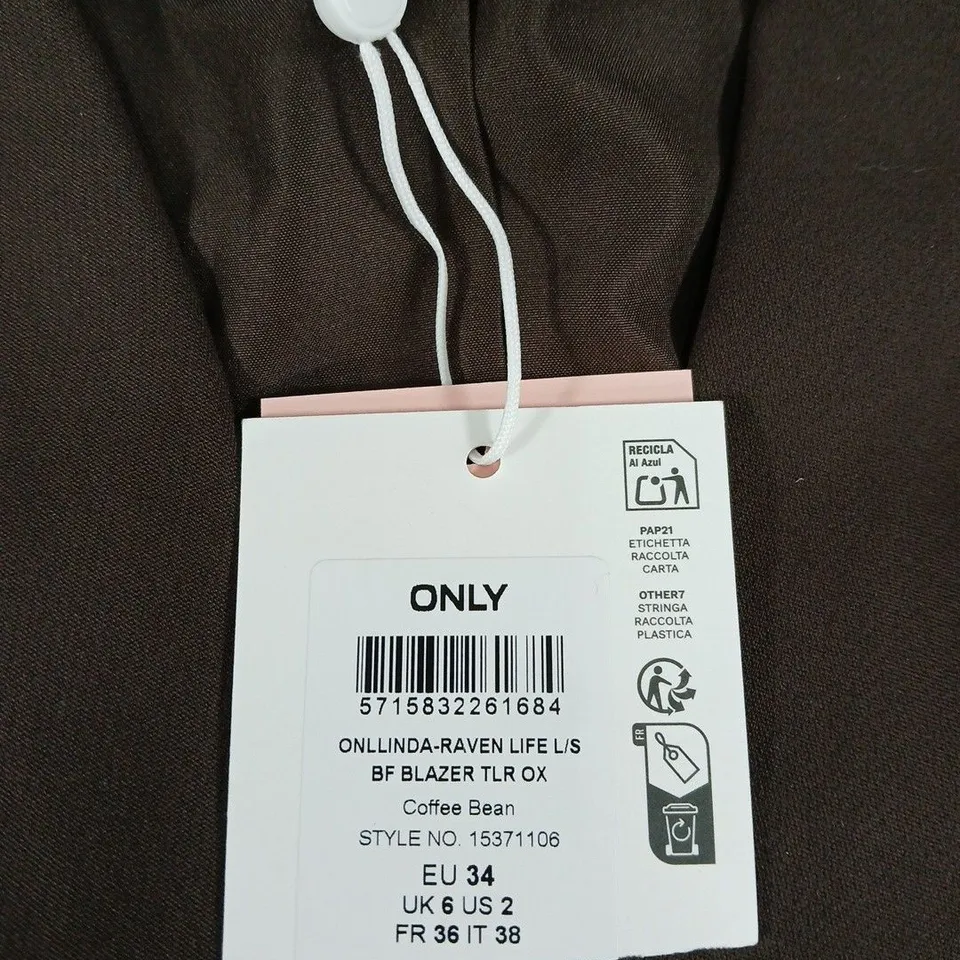 RECICLA
Al Azul
PAP21
ETICHETTA
RACCOLTA
CARTA
OTHER7
STRINGA
RACCOLTA
PLASTICA
FR
ONLY
5715832261684
ONLLINDA-RAVEN LIFE L/S
BF BLAZER TLR OX
Coffee Bean
STYLE NO. 15371106
EU 34
UK 6 US 2
FR 36 IT 38